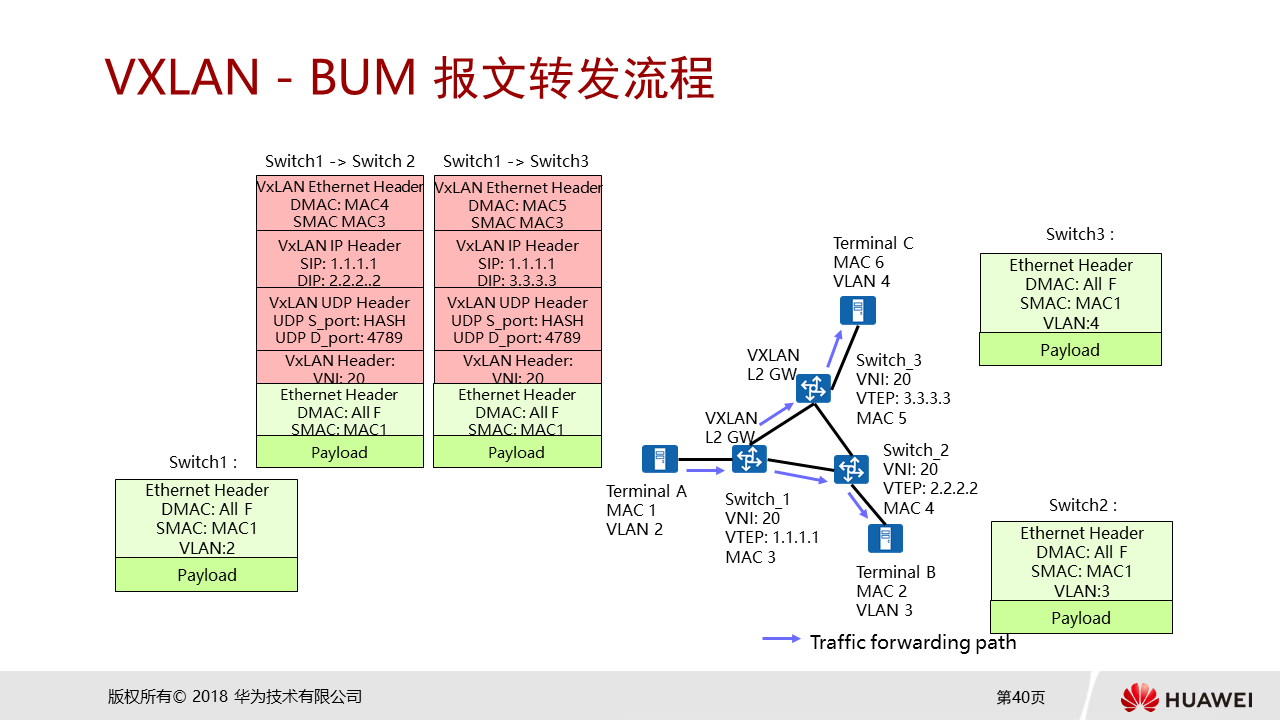 VXLAN - BUM 报文转发流程
Switch1 -> Switch 2
VxLAN Ethernet Header
DMAC: MAC4
SMAC MAC3
VxLAN IP Header
SIP: 1.1.1.1
DIP: 2.2.2..2
VxLAN UDP Header
UDP S_port: HASH
UDP D_port: 4789
VxLAN Header:
VNI: 20
Ethernet Header
DMAC: All F
SMAC: MAC1
Payload
Switch1 -> Switch3
VxLAN Ethernet Header
DMAC: MAC5
SMAC MAC3
VxLAN IP Header
SIP: 1.1.1.1
DIP: 3.3.3.3
VxLAN UDP Header
UDP S_port: HASH
UDP D_port: 4789
VxLAN Header:
VNI: 20
Ethernet Header
DMAC: All F
SMAC: MAC1
Payload
Switch1 :
Ethernet Header
DMAC: All F
SMAC: MAC1
VLAN:2
Payload
Terminal C
MAC 6
VLAN 4
VXLAN
L2 GW
Switch_3
VNI: 20
VTEP: 3.3.3.3
MAC 5
VXLAN
L2 GW
Terminal A
MAC 1
VLAN 2
Switch_1
VNI: 20
VTEP: 1.1.1.1
MAC 3
Switch_2
VNI: 20
VTEP: 2.2.2.2
MAC 4
Terminal B
MAC 2
VLAN 3
Switch3 :
Ethernet Header
DMAC: All F
SMAC: MAC1
VLAN:4
Payload
Switch2 :
Ethernet Header
DMAC: All F
SMAC: MAC1
VLAN:3
Payload
Traffic forwarding path
版权所有© 2018 华为技术有限公司
第40页
HUAWEI